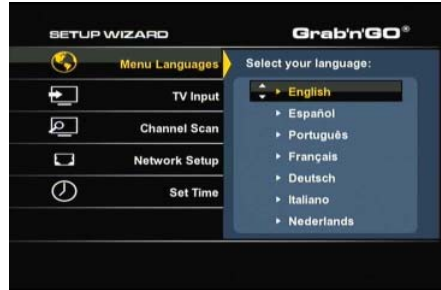 SETUP WIZARD
Grab'n'GO®
Menu Languages
TV Input
Channel Scan
Network Setup
Set Time
Select your language:
English
Español
Português
Français
Deutsch
Italiano
Nederlands